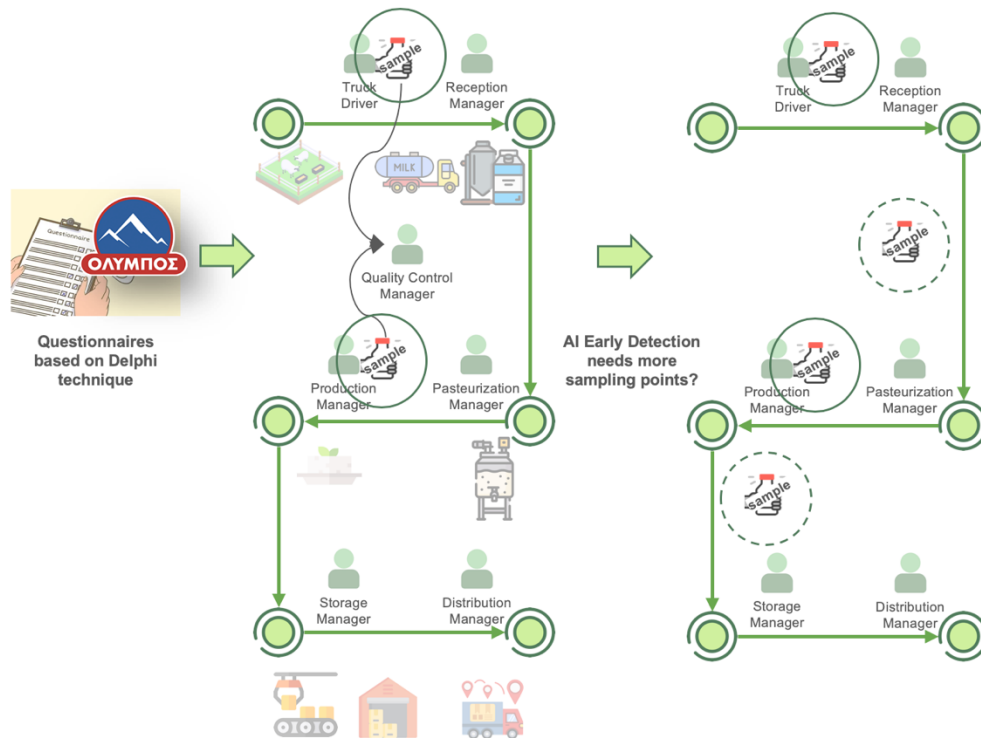 sample
Truck
Driver
Reception
Manager
MILK
Questionnaire
ΟΛΥΜΠΟΣ
Questionnaires
based on Delphi
technique
Quality Control
Manager
sample
Production
Manager
Pasteurization
Manager
Storage
Manager
Distribution
Manager
AI Early Detection
needs more
sampling points?
sample
Truck
Driver
Reception
Manager
sample
sample
Production
Manager
Pasteurization
Manager
sample
Storage
Manager
Distribution
Manager